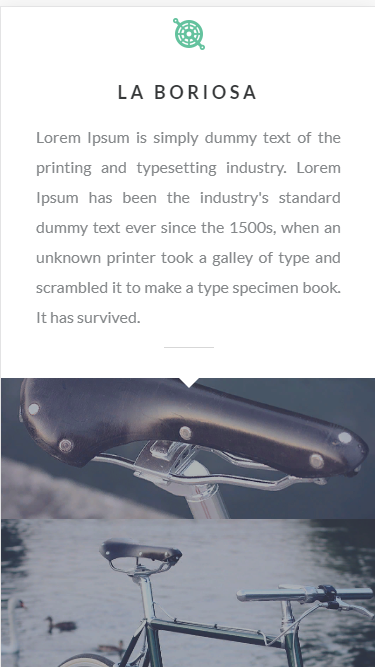 LA BORIOSA
Lorem Ipsum is simply dummy text of the
printing and typesetting industry. Lorem
Ipsum has been the industry's standard
dummy text ever since the 1500s, when an
unknown printer took a galley of type and
scrambled it to make a type specimen book.
It has survived.